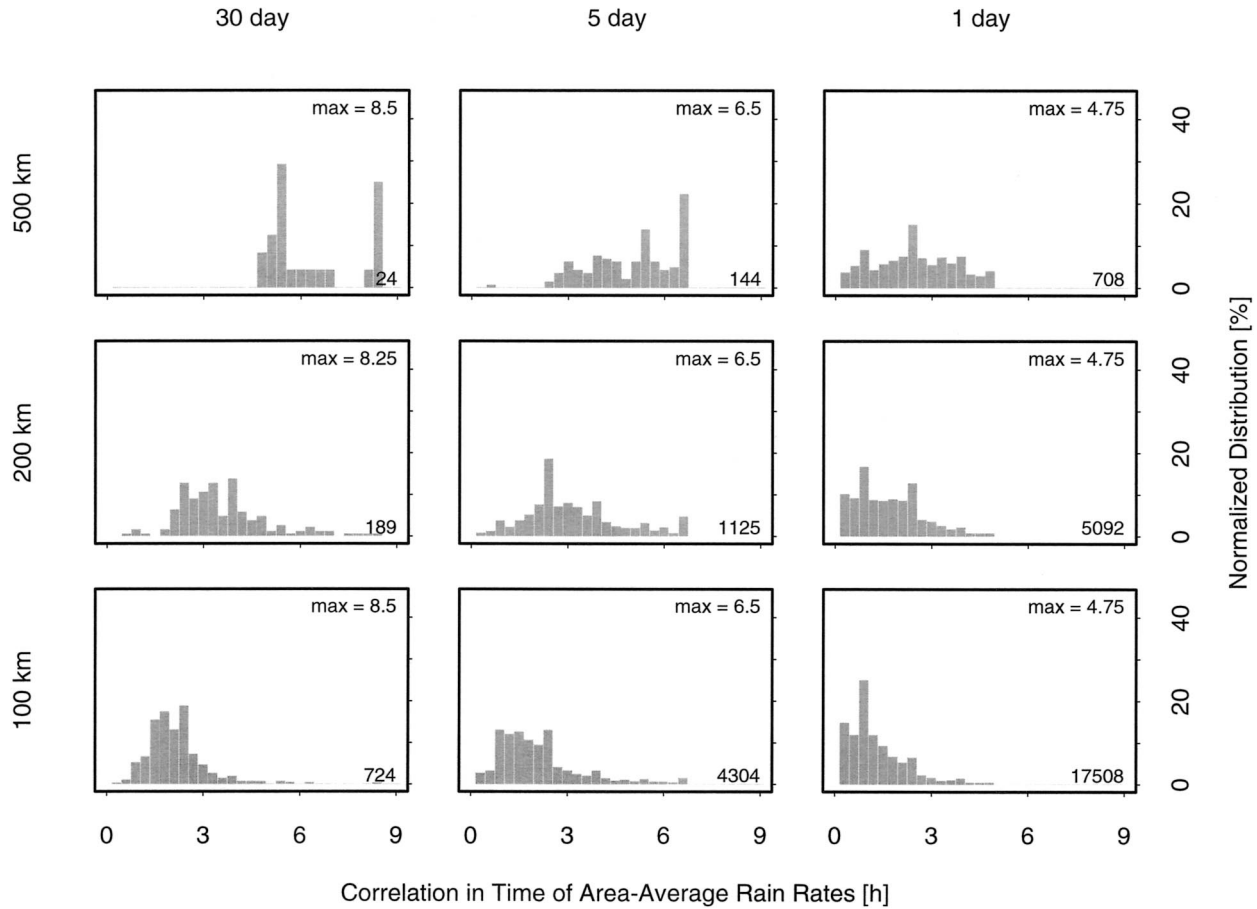 30 day 5 day 1 day
500 km
max = 8.5
24
max = 6.5
144
max = 4.75
708
0 20 40
200 km
max = 8.25
189
max = 6.5
1125
max = 4.75
5092
0 20 40
100 km
max = 8.5
724
max = 6.5
4304
max = 4.75
17508
0 20 40
0 3 6 9 0 3 6 9 0 3 6 9
Correlation in Time of Area-Average Rain Rates [h]
Normalized Distribution [%]